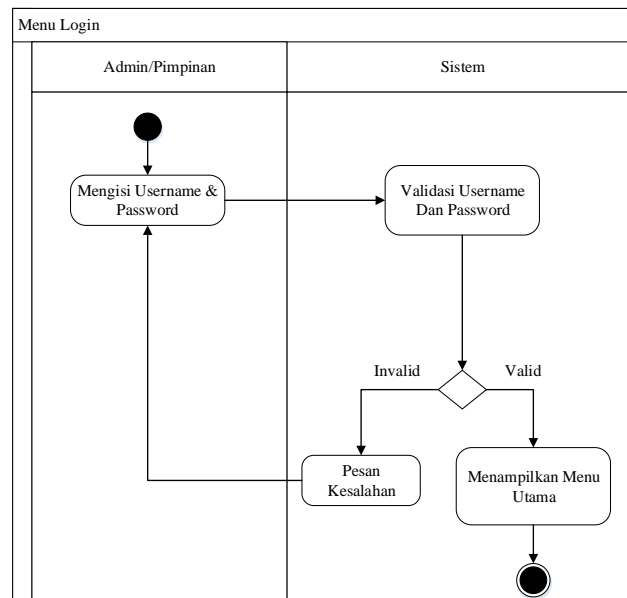 Menu Login
Admin/Pimpinan
Sistem
Mengisi Username &
Password
Validasi Username
Dan Password
Invalid
Valid
Pesan
Kesalahan
Menampilkan Menu
Utama